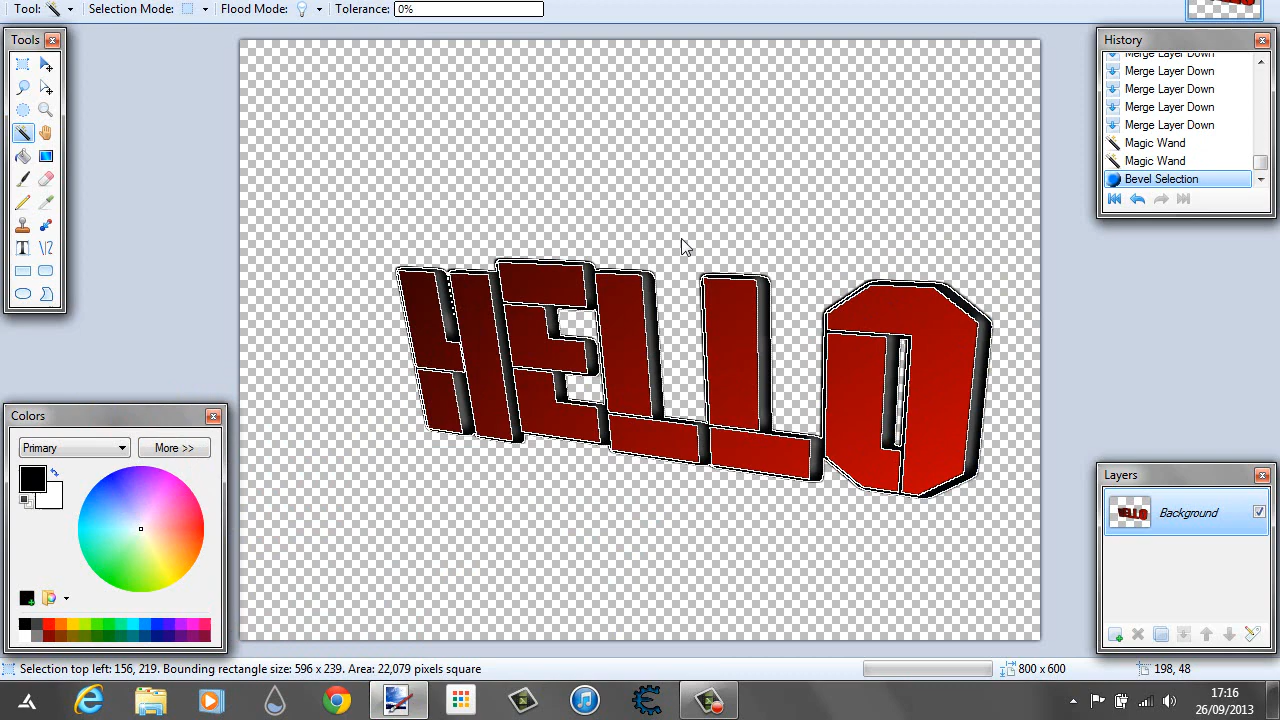 Tool:
Selection Mode:
Flood Mode:
Tolerance:
0%
Tools
History
Merge Layer Down
Merge Layer Down
Merge Layer Down
Merge Layer Down
Merge Layer Down
Magic Wand
Magic Wand
Bevel Selection
HELLO
Colors
Primary
More >>
Layers
Background
Selection top left: 156, 219. Bounding rectangle size: 596 x 239. Area: 22,079 pixels square
800 x 600
198, 48
17:16
26/09/2013